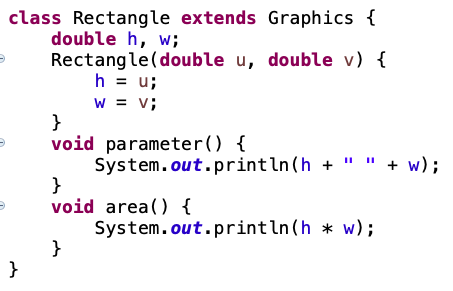 class Rectangle extends Graphics {
    double h, w;
    Rectangle(double u, double v) {
        h = u;
        w = v;
    }
    void parameter() {
        System.out.println(h + " " + w);
    }
    void area() {
        System.out.println(h * w);
    }
}